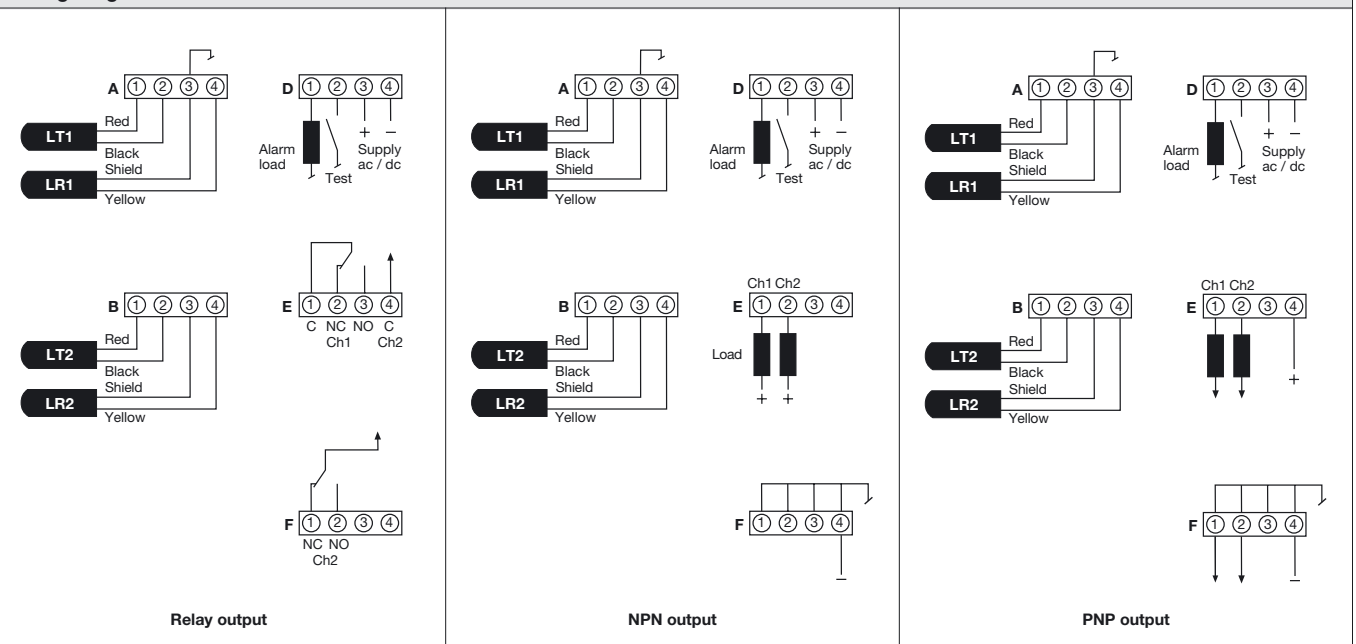 A 1 2 3 4
D 1 2 3 4
LT1
Red
Black
Shield
LR1
Yellow
Alarm
load
Test
+ −
Supply
ac / dc
B 1 2 3 4
LT2
Red
Black
Shield
LR2
Yellow
E 1 2 3 4
C NC NO C
Ch1 Ch2
F 1 2 3 4
NC NO
Ch2
Relay output
A 1 2 3 4
D 1 2 3 4
LT1
Red
Black
Shield
LR1
Yellow
Alarm
load
Test
+ −
Supply
ac / dc
B 1 2 3 4
LT2
Red
Black
Shield
LR2
Yellow
Ch1 Ch2
E 1 2 3 4
Load
+ +
F 1 2 3 4
−
NPN output
A 1 2 3 4
D 1 2 3 4
LT1
Red
Black
Shield
LR1
Yellow
Alarm
load
Test
+ −
Supply
ac / dc
B 1 2 3 4
LT2
Red
Black
Shield
LR2
Yellow
Ch1 Ch2
E 1 2 3 4
+
F 1 2 3 4
−
PNP output